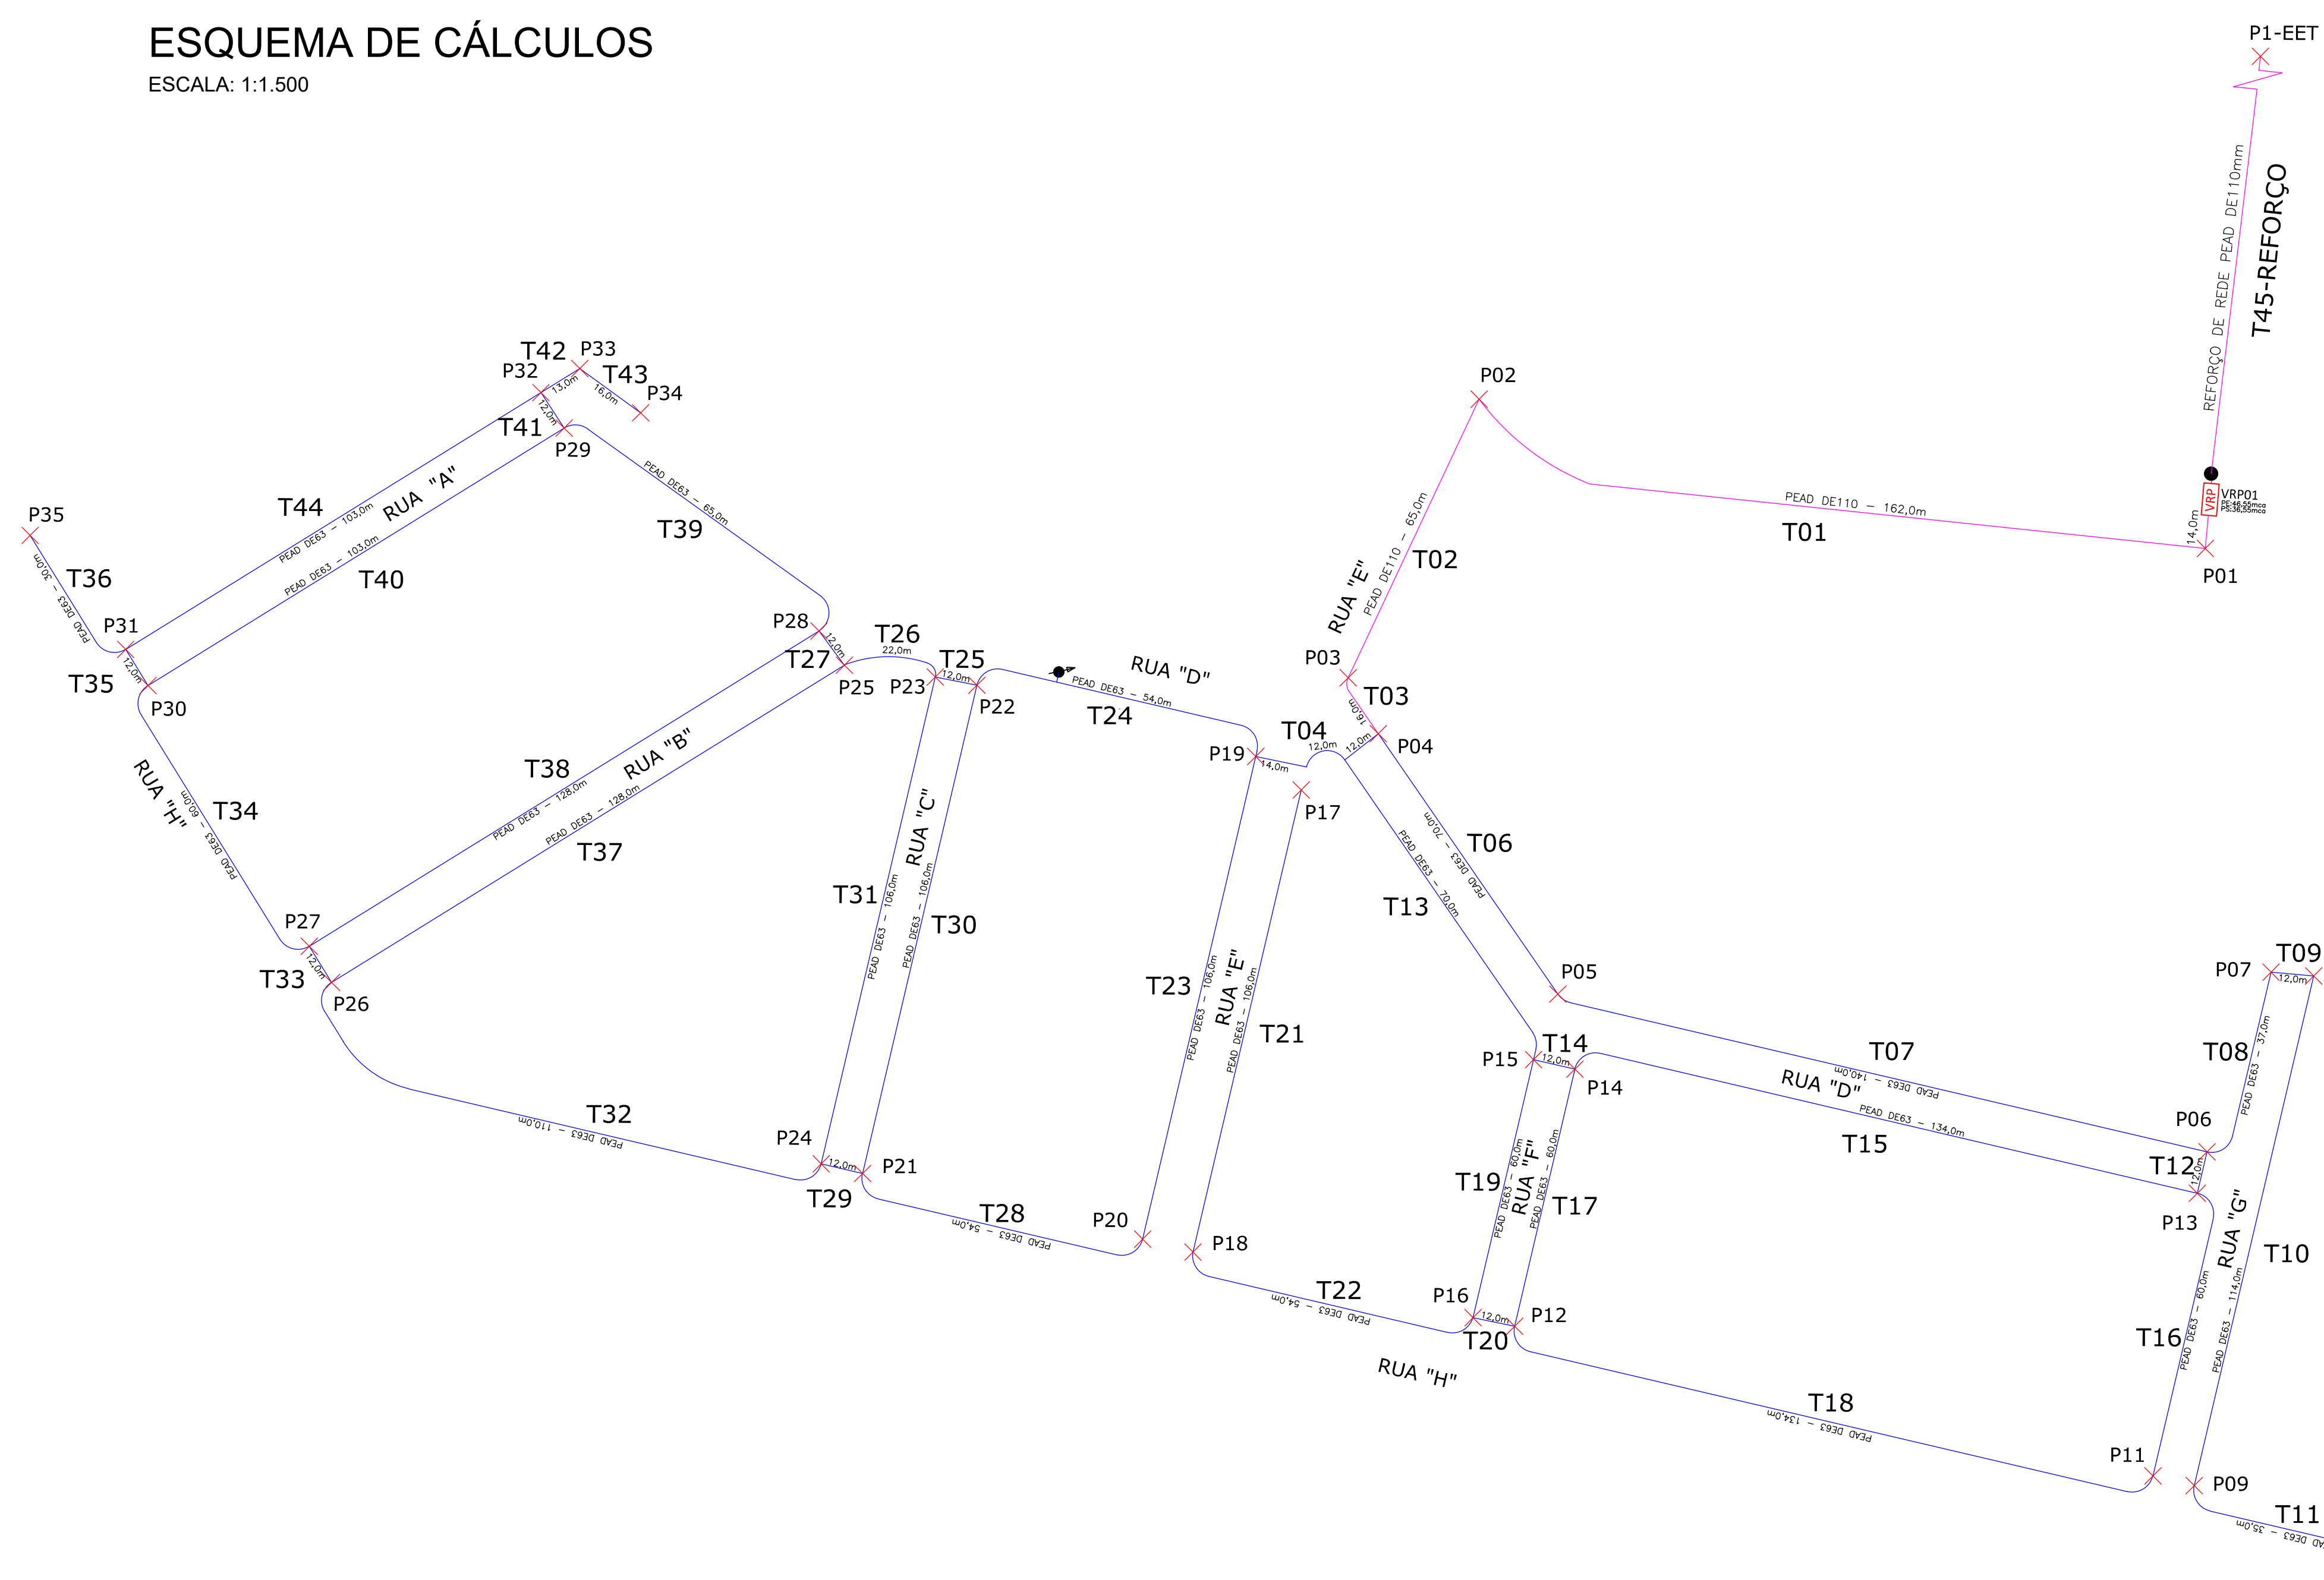 ESQUEMA DE CÁLCULOS
ESCALA: 1:1.500
P1-EET
REFORÇO DE REDE PEAD DE110mm
T45-REFORÇO
VRP
VRP01
PE:46,55mca
PS:36,55mca
14,0m
P01
P02
PEAD DE110 - 162,0m
T01
PEAD DE110 - 65,0m
T02
RUA "E"
P03
T03
16,0m
P04
T04
12,0m
12,0m
14,0m
P19
P17
T42
P33
P32
13,0m
T43
16,0m
P34
12,0m
T41
P29
RUA "A"
T44
PEAD DE63 - 103,0m
PEAD DE63 - 103,0m
T40
PEAD DE63 - 65,0m
T39
P35
T36
PEAD DE63 - 30,0m
P31
12,0m
T35
P30
RUA "H"
T34
PEAD DE63 - 60,0m
P28
12,0m
T27
T26
22,0m
P25
T25
12,0m
P23
P22
PEAD DE63 - 54,0m
T24
RUA "D"
T38
RUA "B"
PEAD DE63 - 128,0m
PEAD DE63 - 128,0m
T37
P27
12,0m
T33
P26
RUA "C"
T31
PEAD DE63 - 106,0m
PEAD DE63 - 106,0m
T30
T32
PEAD DE63 - 110,0m
P24
12,0m
P21
T29
T28
PEAD DE63 - 54,0m
P20
T23
PEAD DE63 - 106,0m
RUA "E"
PEAD DE63 - 106,0m
T21
P18
T22
PEAD DE63 - 54,0m
T06
PEAD DE63 - 70,0m
PEAD DE63 - 70,0m
T13
P05
P15
T14
12,0m
P14
T07
PEAD DE63 - 140,0m
RUA "D"
PEAD DE63 - 134,0m
T15
P07
T09
12,0m
T08
PEAD DE63 - 37,0m
P06
T12
12,0m
P13
T19
PEAD DE63 - 60,0m
RUA "F"
PEAD DE63 - 60,0m
T17
P16
12,0m
P12
T20
RUA "H"
T18
PEAD DE63 - 134,0m
RUA "G"
T10
PEAD DE63 - 114,0m
T16
PEAD DE63 - 60,0m
P11
P09
T11
AD DE63 - 35,0m